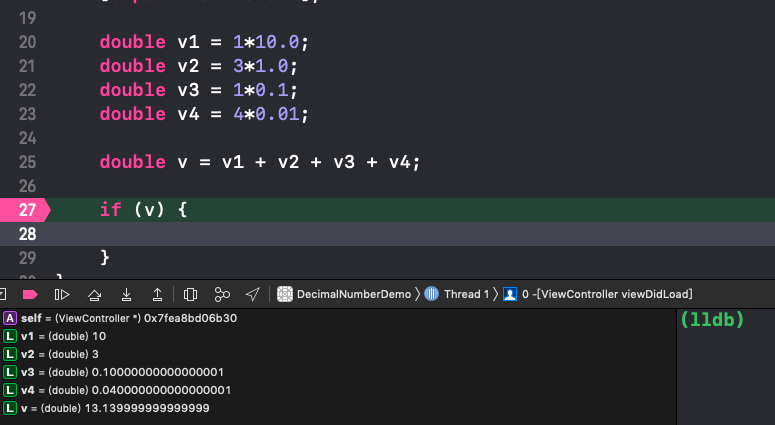 19
20 double v1 = 1*10.0;
21 double v2 = 3*1.0;
22 double v3 = 1*0.1;
23 double v4 = 4*0.01;
24
25 double v = v1 + v2 + v3 + v4;
26
27 if (v) {
28
29 }
DecimalNumberDemo 〉 Thread 1 〉 0 -[ViewController viewDidLoad]
A self = (ViewController *) 0x7fea8bd06b30
(lldb)
L v1 = (double) 10
L v2 = (double) 3
L v3 = (double) 0.10000000000000001
L v4 = (double) 0.040000000000000001
L v = (double) 13.139999999999999